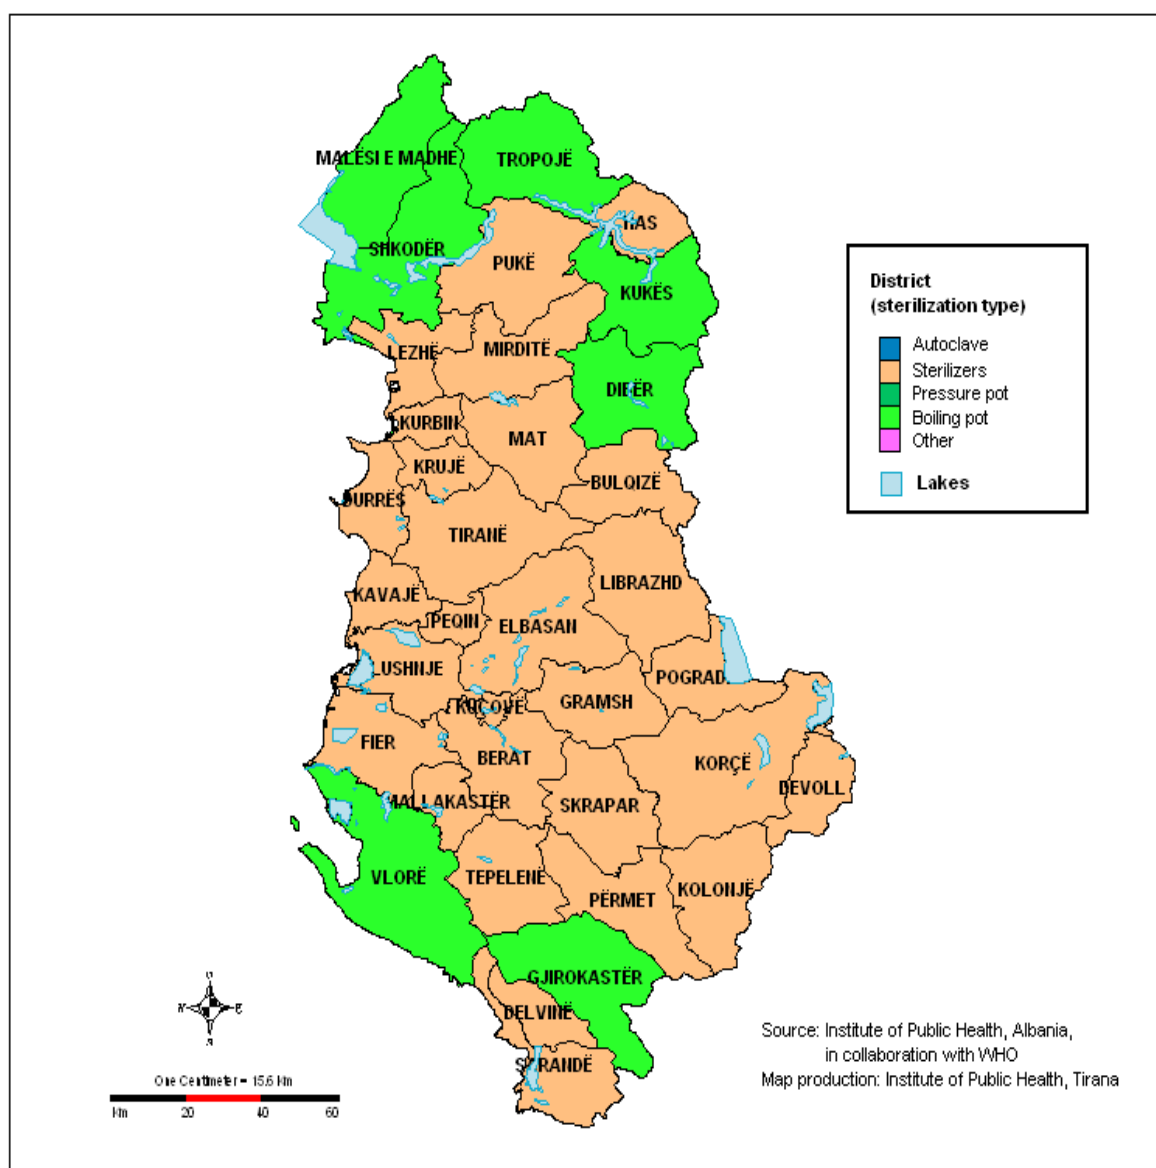 MALËSI E MADHE
TROPOJË
HAS
SHKODËR
PUKË
KUKËS
LEZHË
MIRDITË
DIBËR
KURBIN
MAT
KRUJË
BULQIZË
DURRËS
TIRANË
LIBRAZHD
KAVAJË
PEQIN
ELBASAN
LUSHNJE
POGRAD
GRAMSH
KUÇOVË
FIER
BERAT
KORÇË
DEVOLL
MALLAKASTËR
SKRAPAR
VLORË
TEPELENË
PËRMET
KOLONJË
GJIROKASTËR
DELVINË
SARANDË
District
(sterilization type)
Autoclave
Sterilizers
Pressure pot
Boiling pot
Other
Lakes
N
E
One Centimeter = 15,6 Km
Km 20 40 60
Source: Institute of Public Health, Albania,
in collaboration with WHO
Map production: Institute of Public Health, Tirana